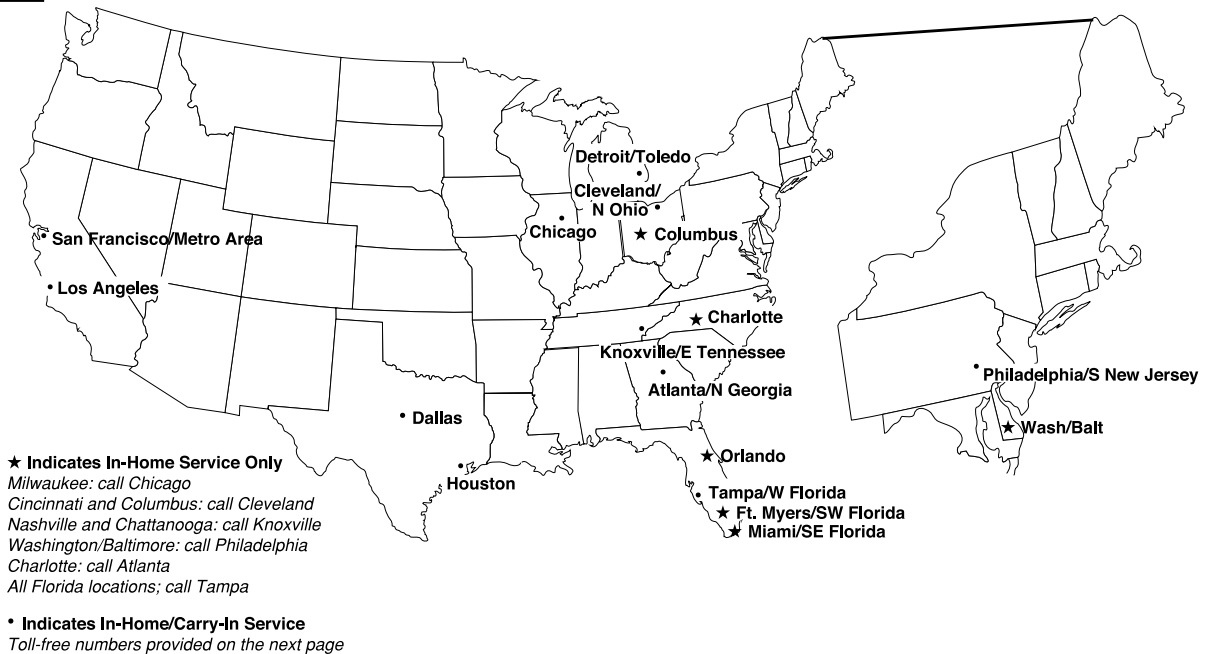 Detroit/Toledo
Cleveland/
N Ohio
Chicago
★ Columbus
San Francisco/Metro Area
Los Angeles
★ Charlotte
Knoxville/E Tennessee
Atlanta/N Georgia
Philadelphia/S New Jersey
Dallas
★ Wash/Balt
★ Orlando
Houston
Tampa/W Florida
★ Ft. Myers/SW Florida
★ Miami/SE Florida
★ Indicates In-Home Service Only
Milwaukee: call Chicago
Cincinnati and Columbus: call Cleveland
Nashville and Chattanooga: call Knoxville
Washington/Baltimore: call Philadelphia
Charlotte: call Atlanta
All Florida locations; call Tampa
• Indicates In-Home/Carry-In Service
Toll-free numbers provided on the next page